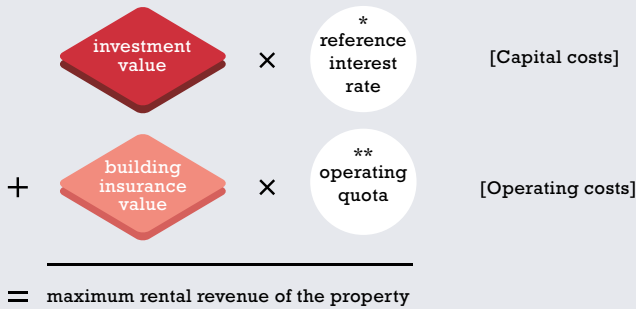 investment
value
×
*
reference
interest
rate
[Capital costs]
+
building
insurance
value
×
**
operating
quota
[Operating costs]
= maximum rental revenue of the property